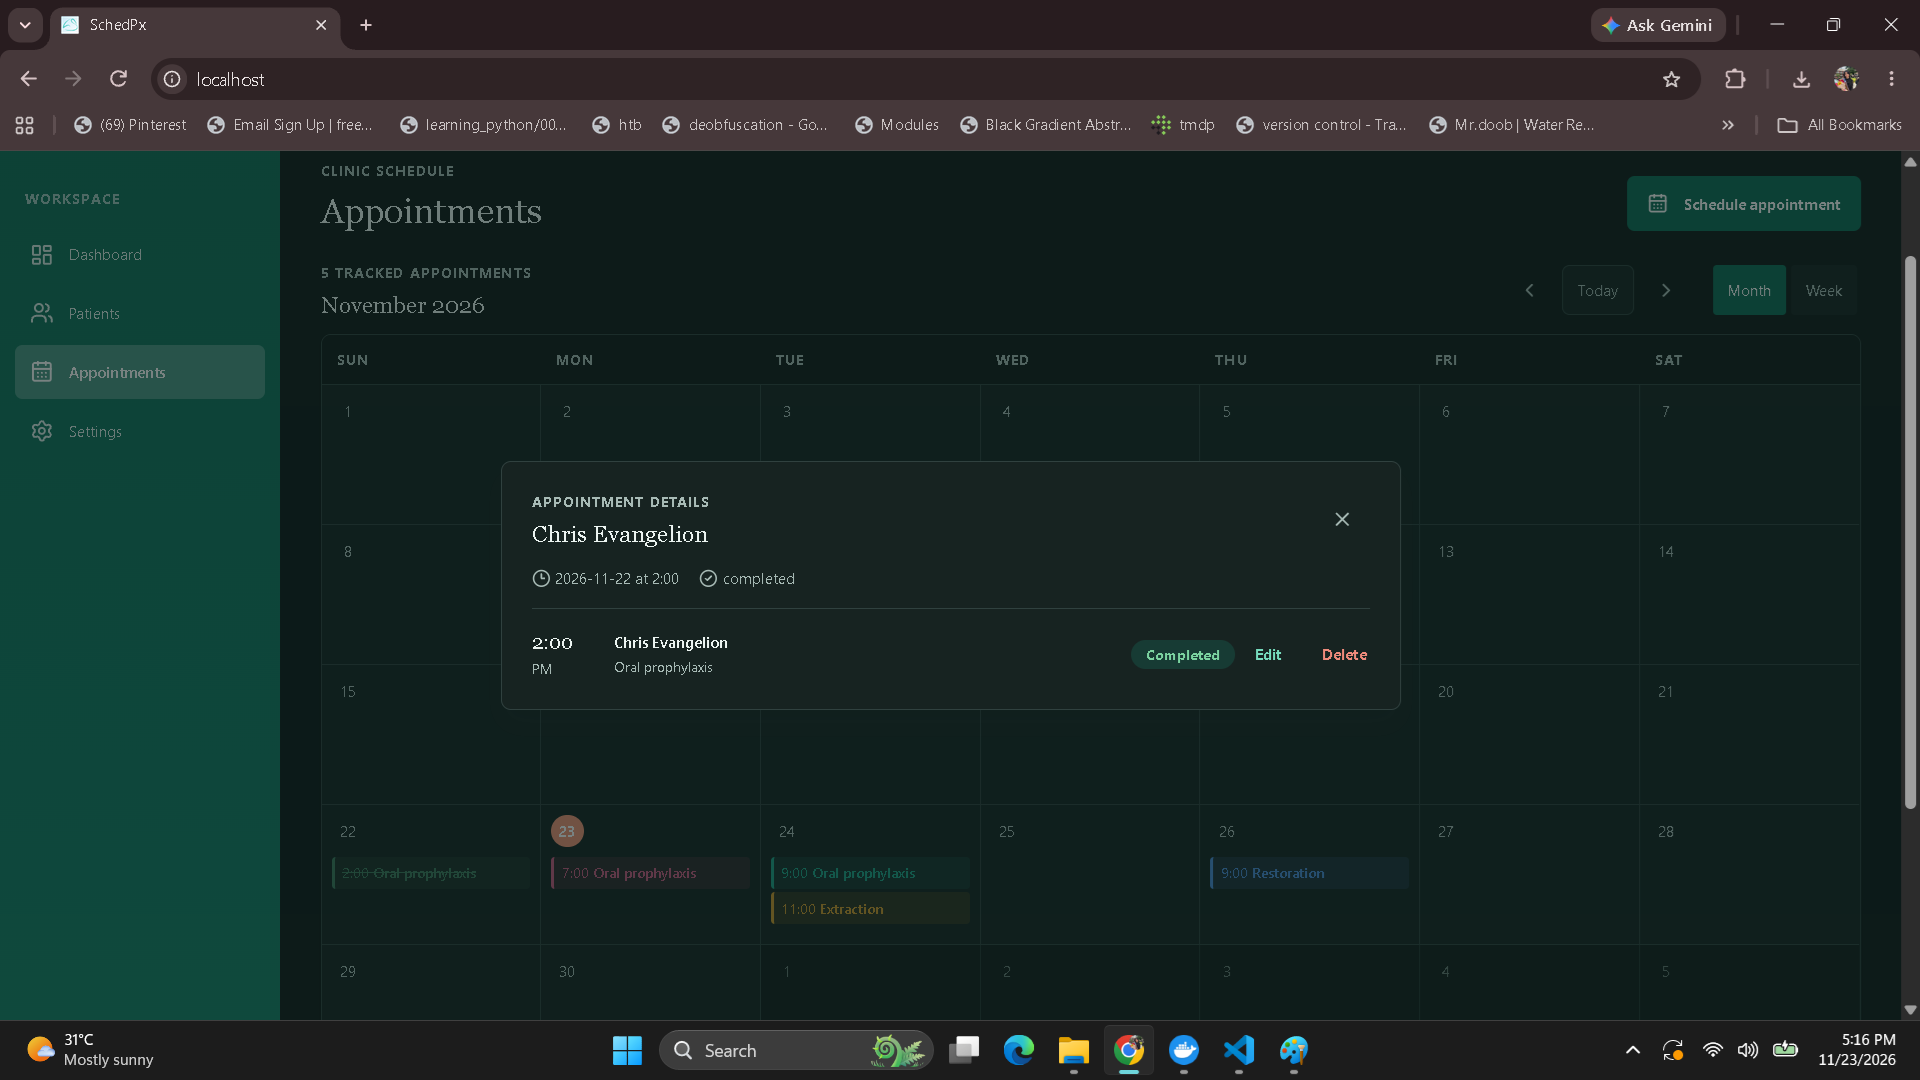 SchedPx
Ask Gemini
localhost
(69) Pinterest
Email Sign Up | free...
learning_python/00...
htb
deobfuscation - Go...
Modules
Black Gradient Abstr...
tmdp
version control - Tra...
Mr.doob | Water Re...
All Bookmarks
WORKSPACE
Dashboard
Patients
Appointments
Settings
CLINIC SCHEDULE
Appointments
Schedule appointment
5 TRACKED APPOINTMENTS
November 2026
Today
Month
Week
SUN MON TUE WED THU FRI SAT
1 2 3 4 5 6 7
8 13 14
APPOINTMENT DETAILS
Chris Evangelion
2026-11-22 at 2:00 completed
2:00
PM
Chris Evangelion
Oral prophylaxis
Completed
Edit
Delete
15 20 21
22 23 24 25 26 27 28
2:00 Oral prophylaxis
7:00 Oral prophylaxis
9:00 Oral prophylaxis
11:00 Extraction
9:00 Restoration
29 30 1 2 3 4 5
31°C
Mostly sunny
Search
5:16 PM
11/23/2026